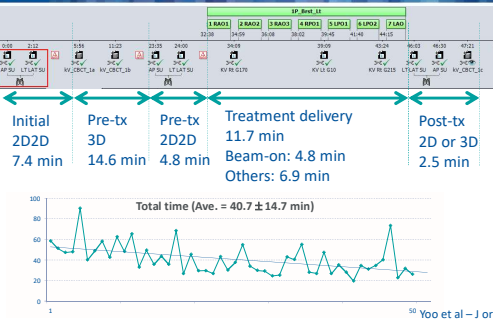 1P_Brst_Lt
1 RAO1 2 RAO2 3 RAO3 4 RPO1 5 LPO1 6 LPO2 7 LAO
32:38 34:59 36:08 38:02 39:45 41:40 44:15
0:00 2:12 5:56 11:23 23:35 24:00 34:05 39:09 43:24 46:03 46:30 47:21
AP SU LT LAT SU kV_CBCT_1a kV_CBCT_1b AP SU LT LAT SU KV Rt G170 KV Lt G10 KV Rt G215 AP SU LT LAT SU kV_CBCT_1c
Initial
2D2D
7.4 min
Pre-tx
3D
14.6 min
Pre-tx
2D2D
4.8 min
Treatment delivery
11.7 min
Beam-on: 4.8 min
Others: 6.9 min
Post-tx
2D or 3D
2.5 min
Total time (Ave. = 40.7 ± 14.7 min)
100
80
60
40
20
0
1 50
Yoo et al – J or